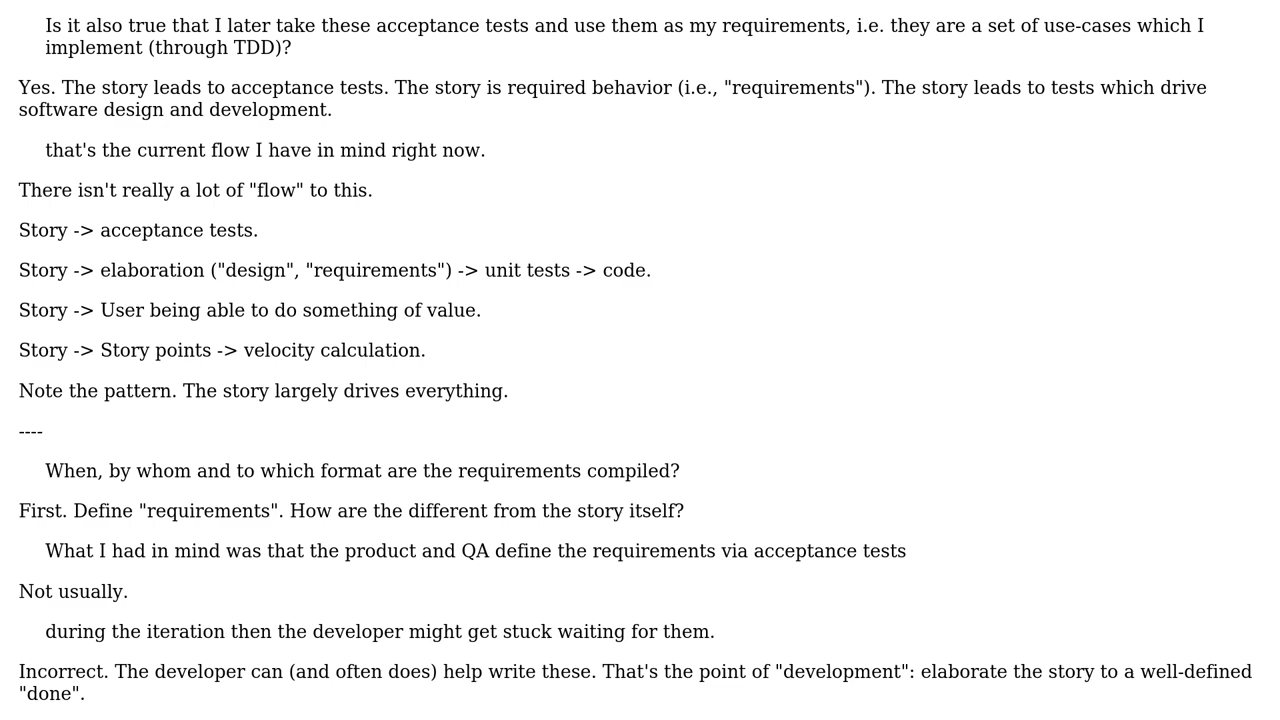 Is it also true that I later take these acceptance tests and use them as my requirements, i.e. they are a set of use-cases which I
implement (through TDD)?
Yes. The story leads to acceptance tests. The story is required behavior (i.e., "requirements"). The story leads to tests which drive
software design and development.
that's the current flow I have in mind right now.
There isn't really a lot of "flow" to this.
Story -> acceptance tests.
Story -> elaboration ("design", "requirements") -> unit tests -> code.
Story -> User being able to do something of value.
Story -> Story points -> velocity calculation.
Note the pattern. The story largely drives everything.
----
When, by whom and to which format are the requirements compiled?
First. Define "requirements". How are the different from the story itself?
What I had in mind was that the product and QA define the requirements via acceptance tests
Not usually.
during the iteration then the developer might get stuck waiting for them.
Incorrect. The developer can (and often does) help write these. That's the point of "development": elaborate the story to a well-defined
"done".